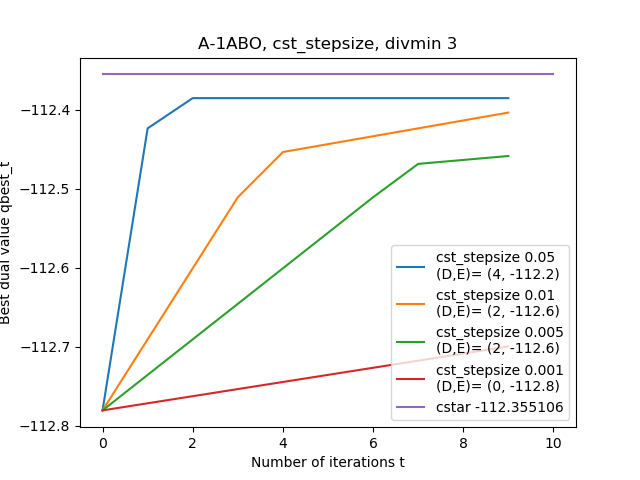 A-1ABO, cst_stepsize, divmin 3
Best dual value qbest_t
−112.4
−112.5
−112.6
−112.7
−112.8
cst_stepsize 0.05
(D,E)= (4, -112.2)
cst_stepsize 0.01
(D,E)= (2, -112.6)
cst_stepsize 0.005
(D,E)= (2, -112.6)
cst_stepsize 0.001
(D,E)= (0, -112.8)
cstar -112.355106
0 2 4 6 8 10
Number of iterations t